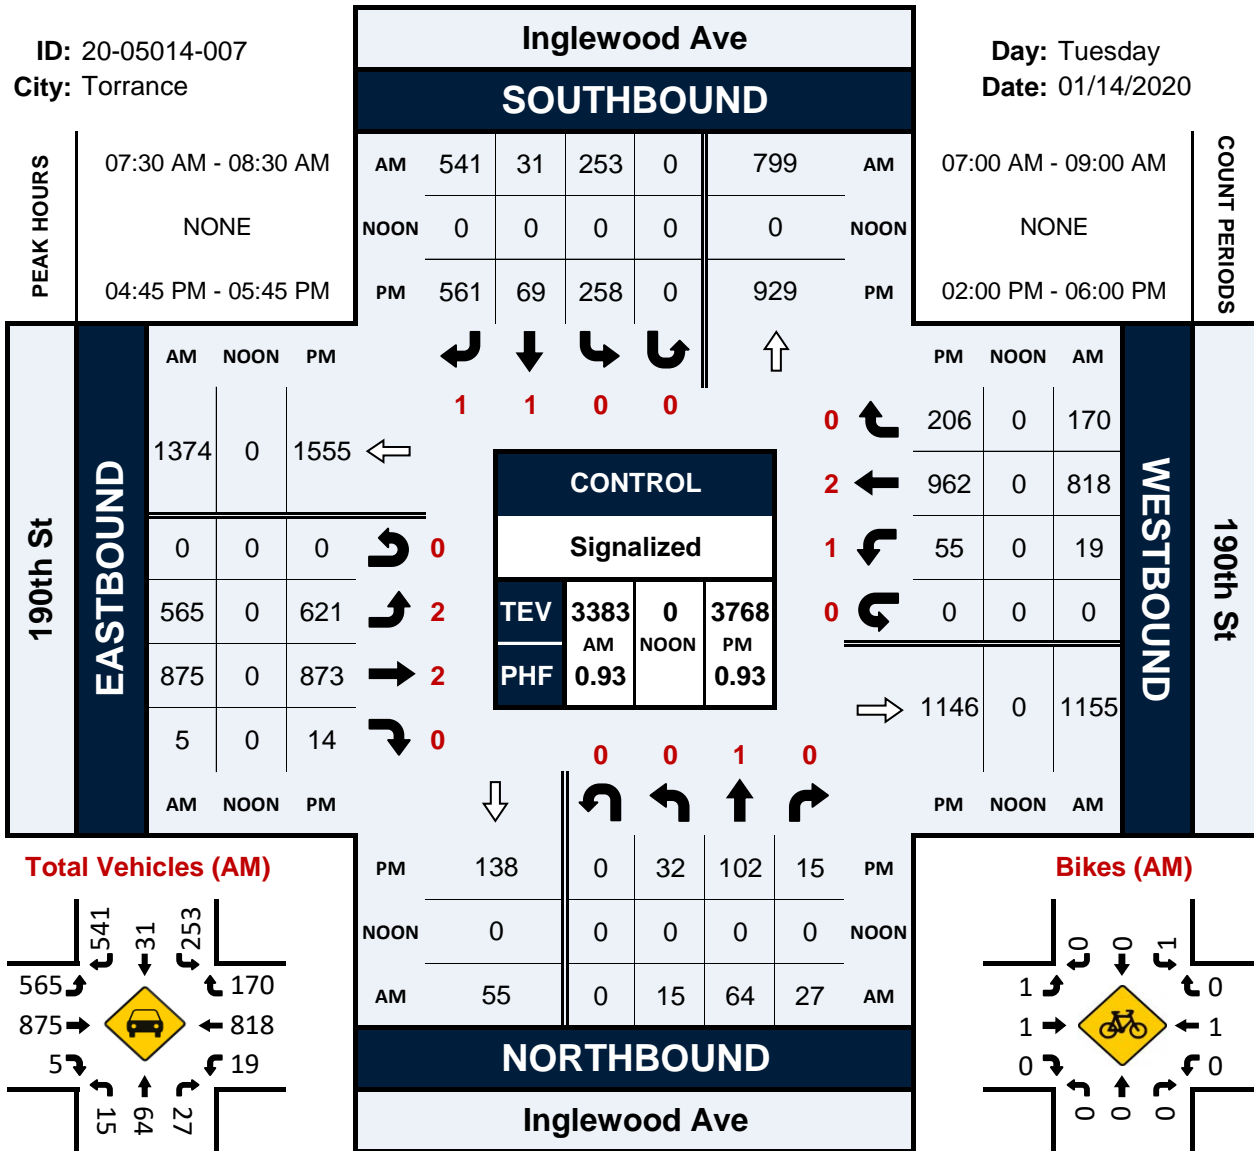 ID: 20-05014-007
City: Torrance
Inglewood Ave
SOUTHBOUND
Day: Tuesday
Date: 01/14/2020
PEAK HOURS
07:30 AM - 08:30 AM
NONE
04:45 PM - 05:45 PM
AM 541 31 253 0 799 AM
NOON 0 0 0 0 0 NOON
PM 561 69 258 0 929 PM
07:00 AM - 09:00 AM
NONE
02:00 PM - 06:00 PM
COUNT PERIODS
1 1 0 0
190th St
EASTBOUND
AM NOON PM
1374 0 1555
0 0 0 0
565 0 621 2
875 0 873 2
5 0 14 0
AM NOON PM
CONTROL
Signalized
TEV 3383 0 3768
AM NOON PM
PHF 0.93 0.93
PM NOON AM
0 206 0 170
2 962 0 818
1 55 0 19
0 0 0 0
1146 0 1155
PM NOON AM
WESTBOUND
190th St
0 0 1 0
PM 138 0 32 102 15 PM
NOON 0 0 0 0 0 NOON
AM 55 0 15 64 27 AM
NORTHBOUND
Inglewood Ave
Total Vehicles (AM)
541 31 253
565 170
875 818
5 19
15 64 27
Bikes (AM)
0 0 1
1 0
1 1
0 0
0 0 0